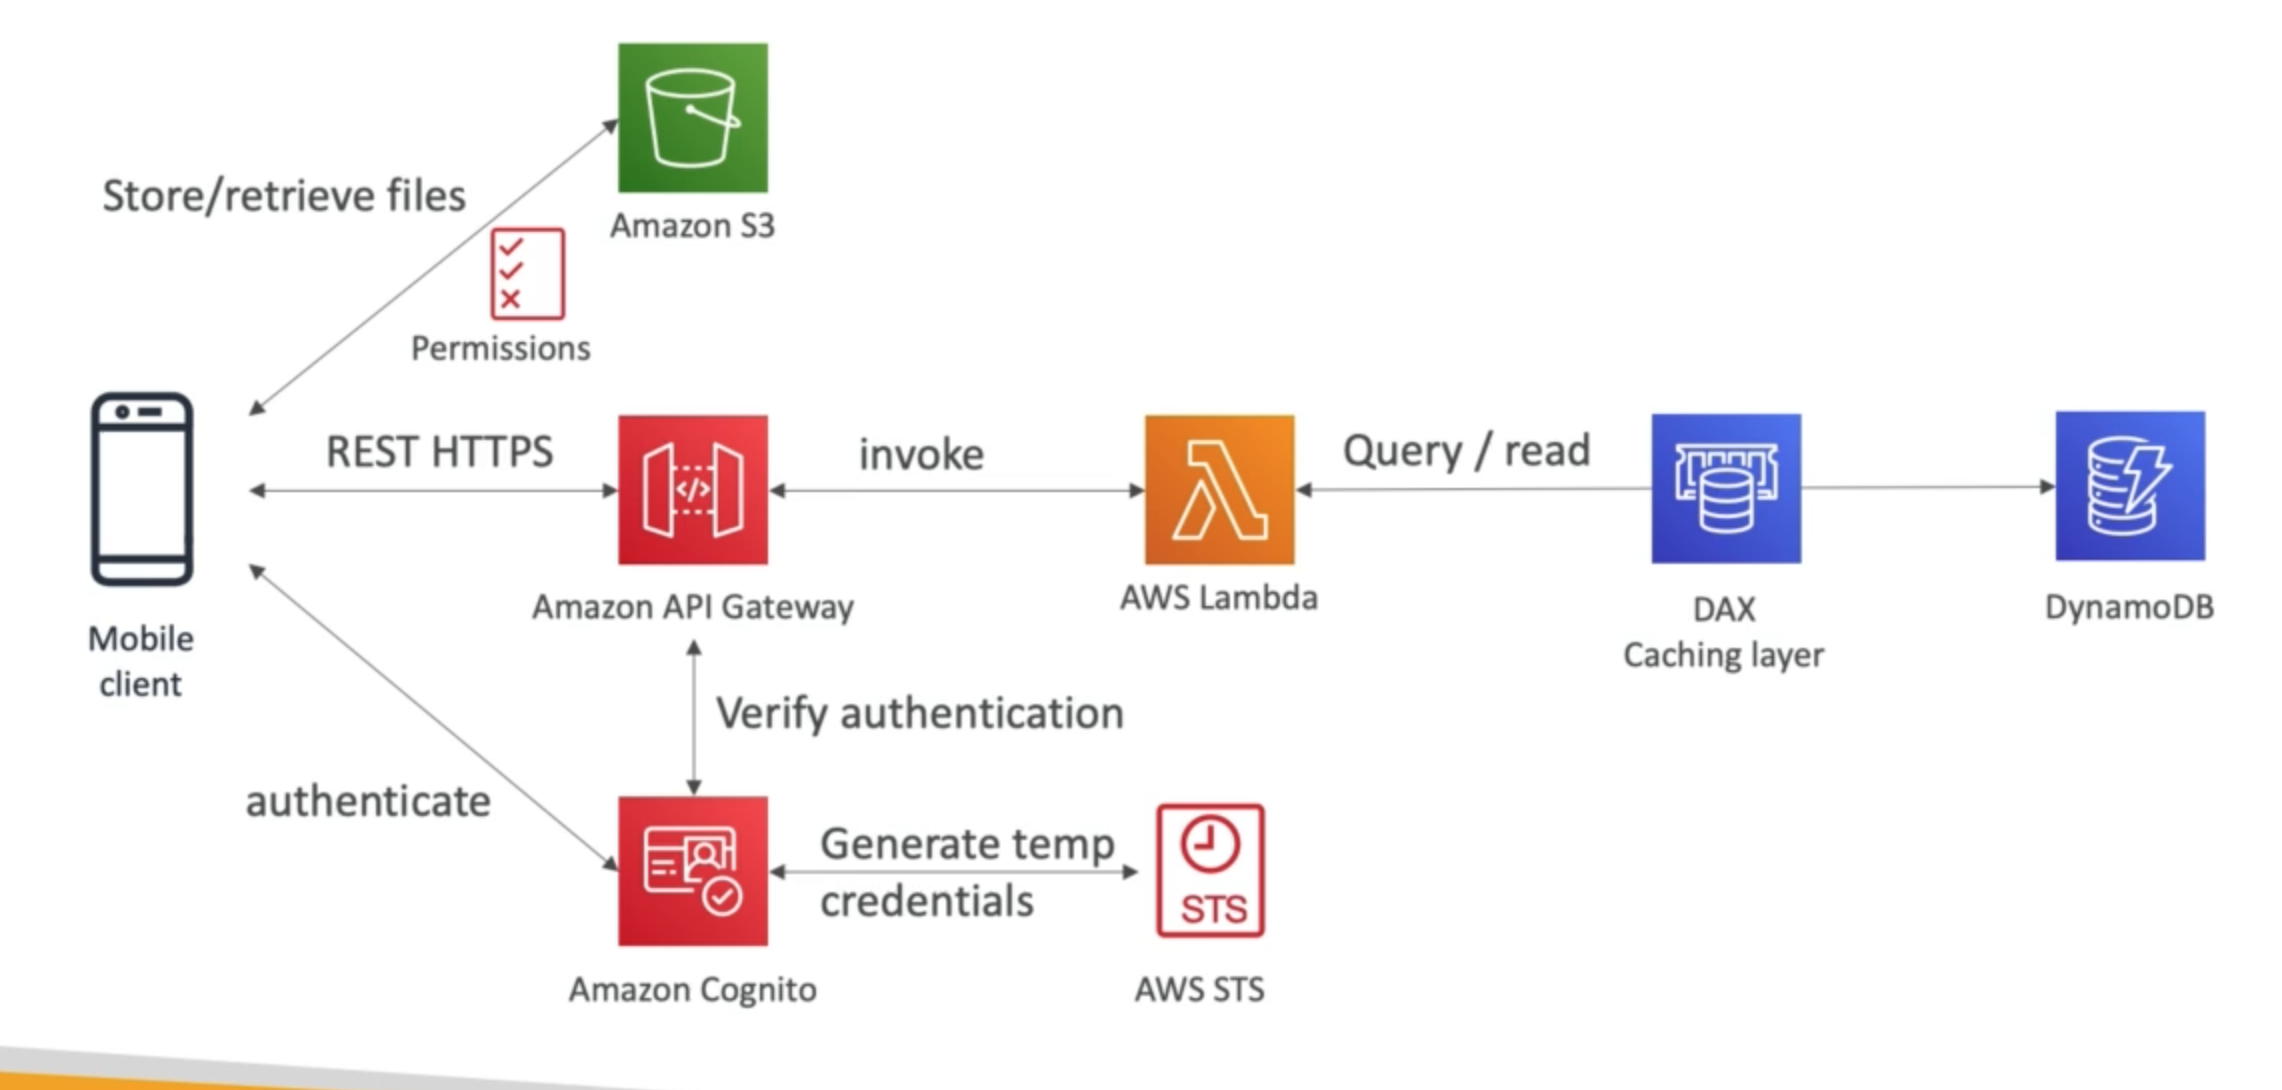 Store/retrieve files
Amazon S3
Permissions
REST HTTPS
invoke
Query / read
</>
Mobile
client
Amazon API Gateway
AWS Lambda
DAX
Caching layer
DynamoDB
Verify authentication
authenticate
Generate temp
credentials
STS
Amazon Cognito
AWS STS